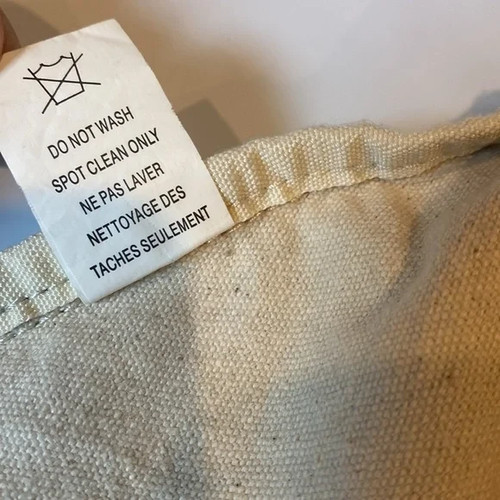 DO NOT WASH
SPOT CLEAN ONLY
NE PAS LAVER
NETTOYAGE DES
TACHES SEULEMENT